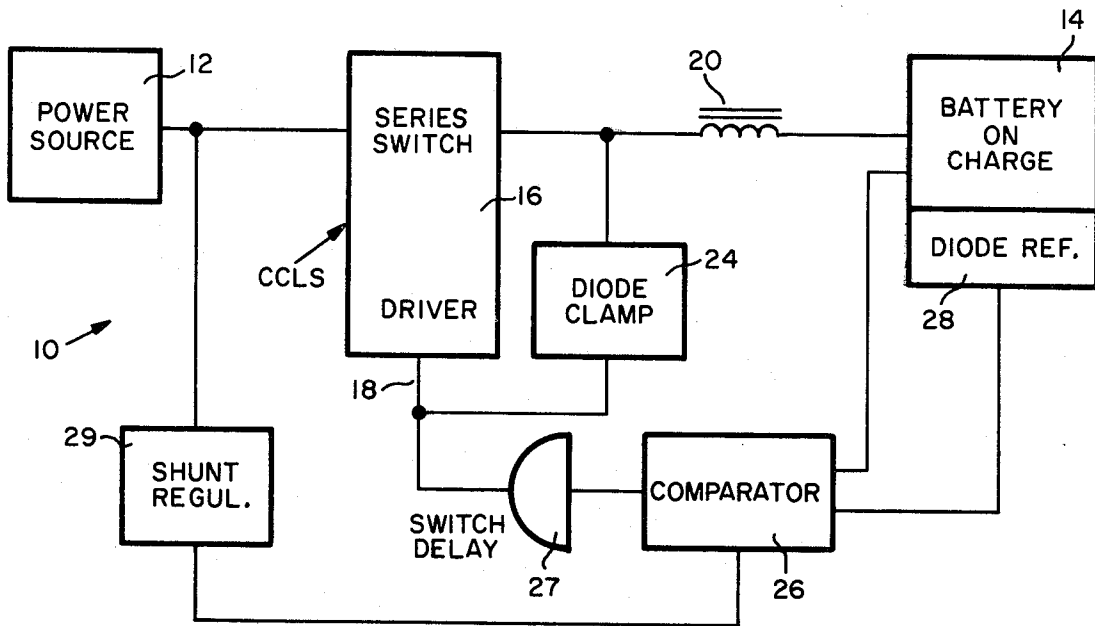 12
POWER
SOURCE
SERIES
SWITCH
16
CCLS
DRIVER
18
20
14
BATTERY
ON
CHARGE
DIODE REF.
28
24
DIODE
CLAMP
10
29
SHUNT
REGUL.
SWITCH
DELAY
27
COMPARATOR
26